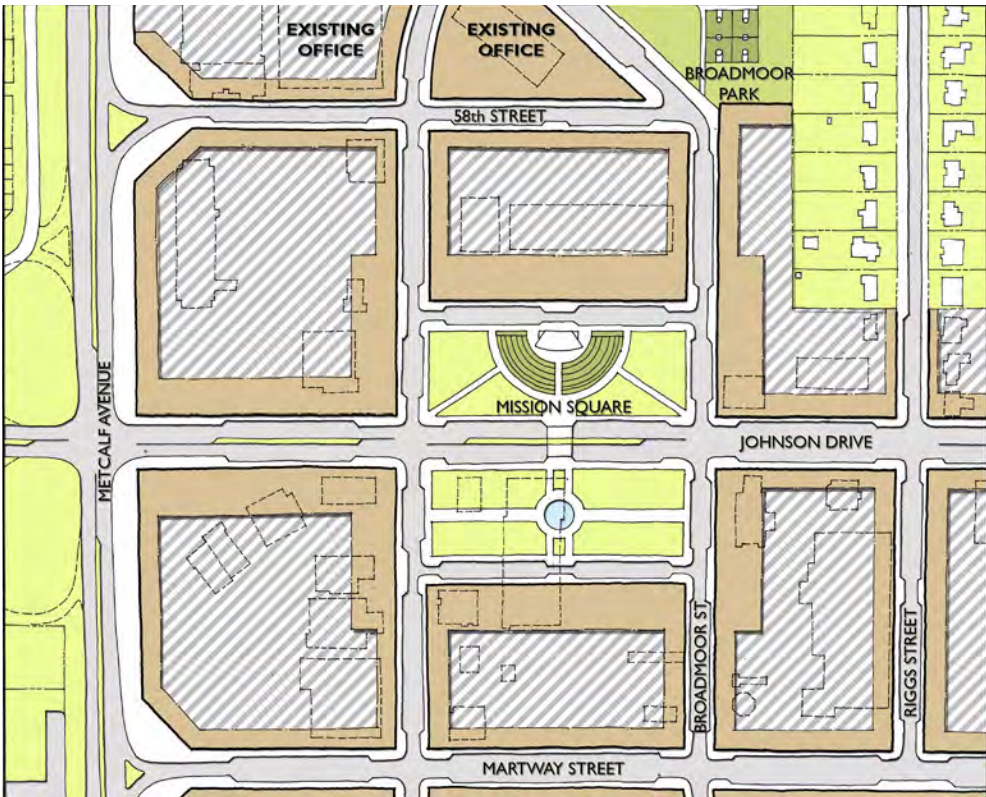 EXISTING
OFFICE
EXISTING
OFFICE
BROADMOOR
PARK
58th STREET
METCALF AVENUE
MISSION SQUARE
JOHNSON DRIVE
BROADMOOR ST
RIGGS STREET
MARTWAY STREET